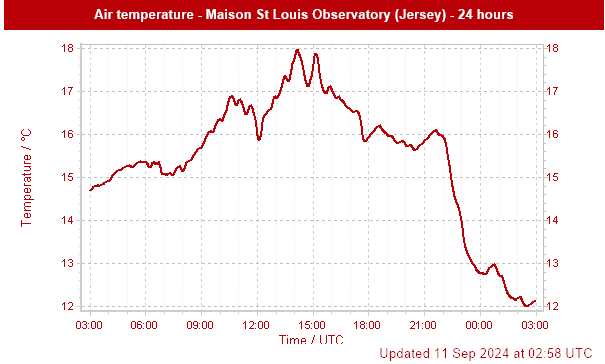 Air temperature - Maison St Louis Observatory (Jersey) - 24 hours
18 18
17 17
16 16
15 15
14 14
13 13
12 12
Temperature / °C
03:00 06:00 09:00 12:00 15:00 18:00 21:00 00:00 03:00
Time / UTC
Updated 11 Sep 2024 at 02:58 UTC